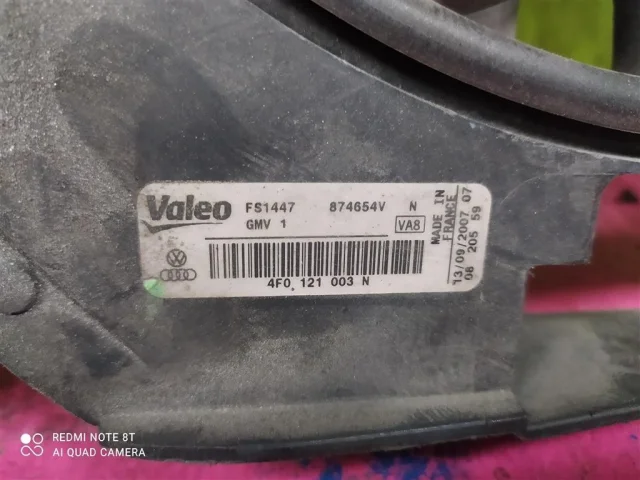 Valeo FS1447 874654V N
GMV 1 VA8
4F0 121 003 N
MADE IN
FRANCE
13/09/2007 07
08 205 59
REDMI NOTE 8T
AI QUAD CAMERA